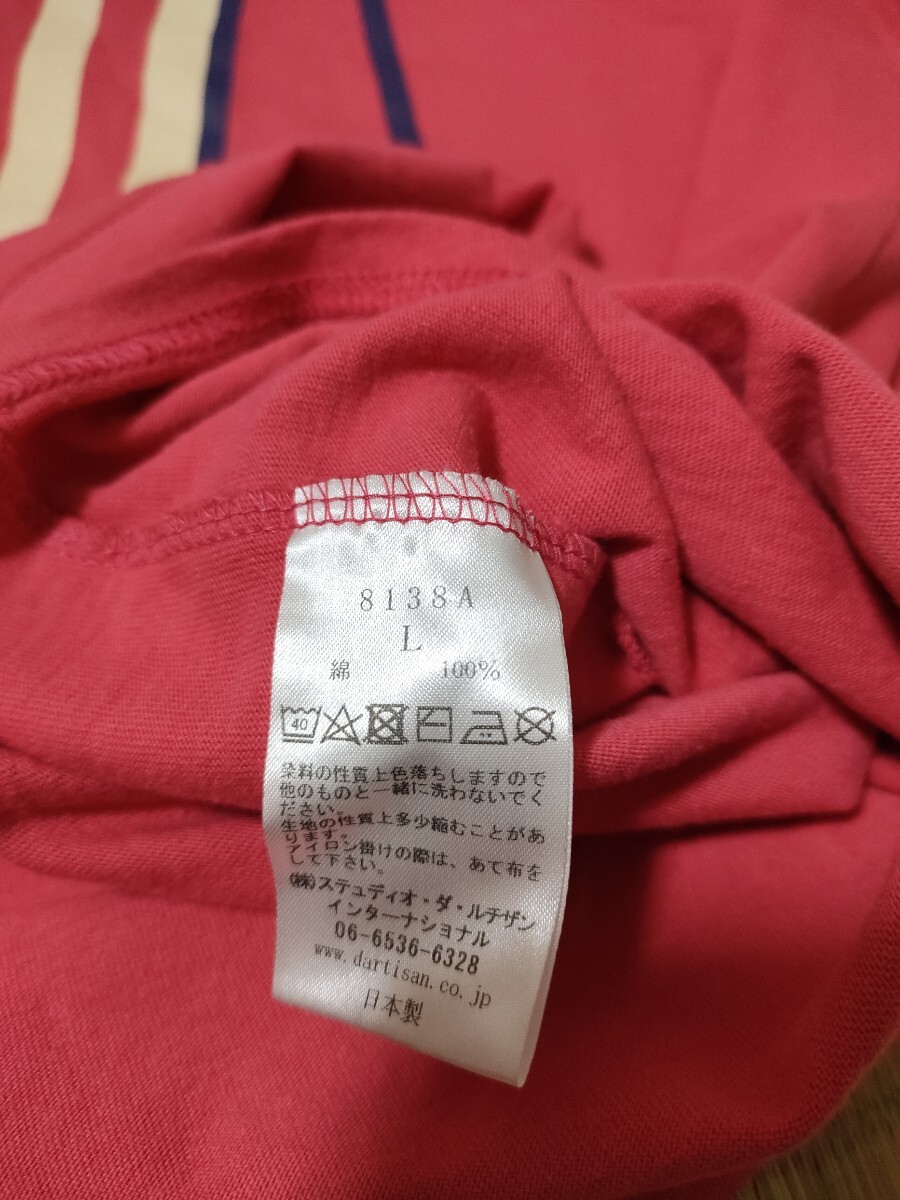 8138A
L
綿 100%
40
染料の性質上色落ちしますので
他のものと一緒に洗わないでく
ださい。
生地の性質上多少縮むことがあ
ります。
アイロン掛けの際は、あて布を
して下さい。
(株)ステュディオ・ダ・ルチザン
インターナショナル
06-6536-6328
www.dartisan.co.jp
日本製